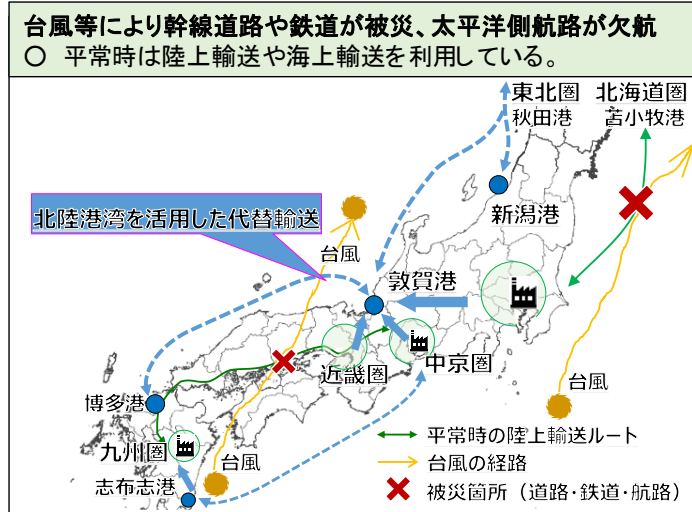 台風等により幹線道路や鉄道が被災、太平洋側航路が欠航
〇 平常時は陸上輸送や海上輸送を利用している。
東北圏
秋田港
北海道圏
苫小牧港
北陸港湾を活用した代替輸送
新潟港
台風
敦賀港
近畿圏
中京圏
台風
博多港
九州圏
台風
志布志港
平常時の陸上輸送ルート
台風の経路
被災箇所（道路・鉄道・航路）